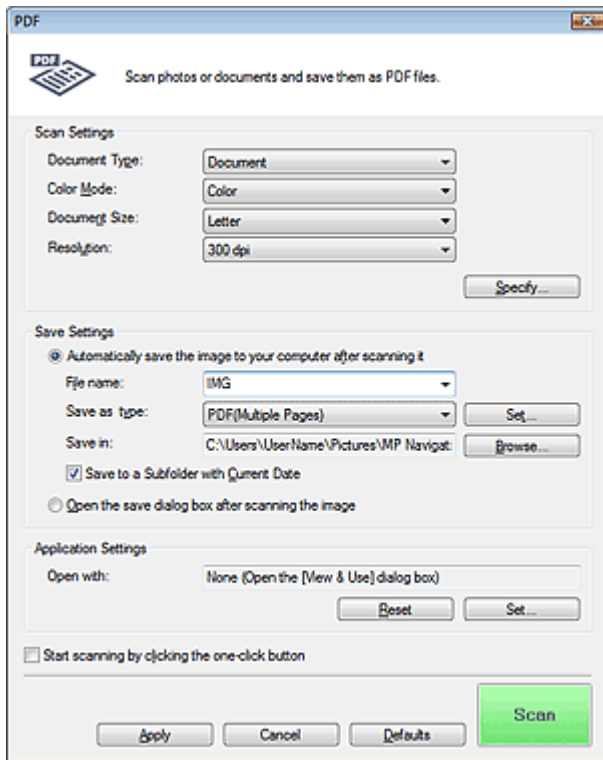 PDF
PDF
Scan photos or documents and save them as PDF files.
Scan Settings
Document Type: Document
Color Mode: Color
Document Size: Letter
Resolution: 300 dpi
Specify...
Save Settings
Automatically save the image to your computer after scanning it
File name: IMG
Save as type: PDF(Multiple Pages) Set...
Save in: C:\Users\UserName\Pictures\MP Navigat Browse...
Save to a Subfolder with Current Date
Open the save dialog box after scanning the image
Application Settings
Open with: None (Open the [View & Use] dialog box)
Reset Set...
Start scanning by clicking the one-click button
Scan
Apply Cancel Defaults